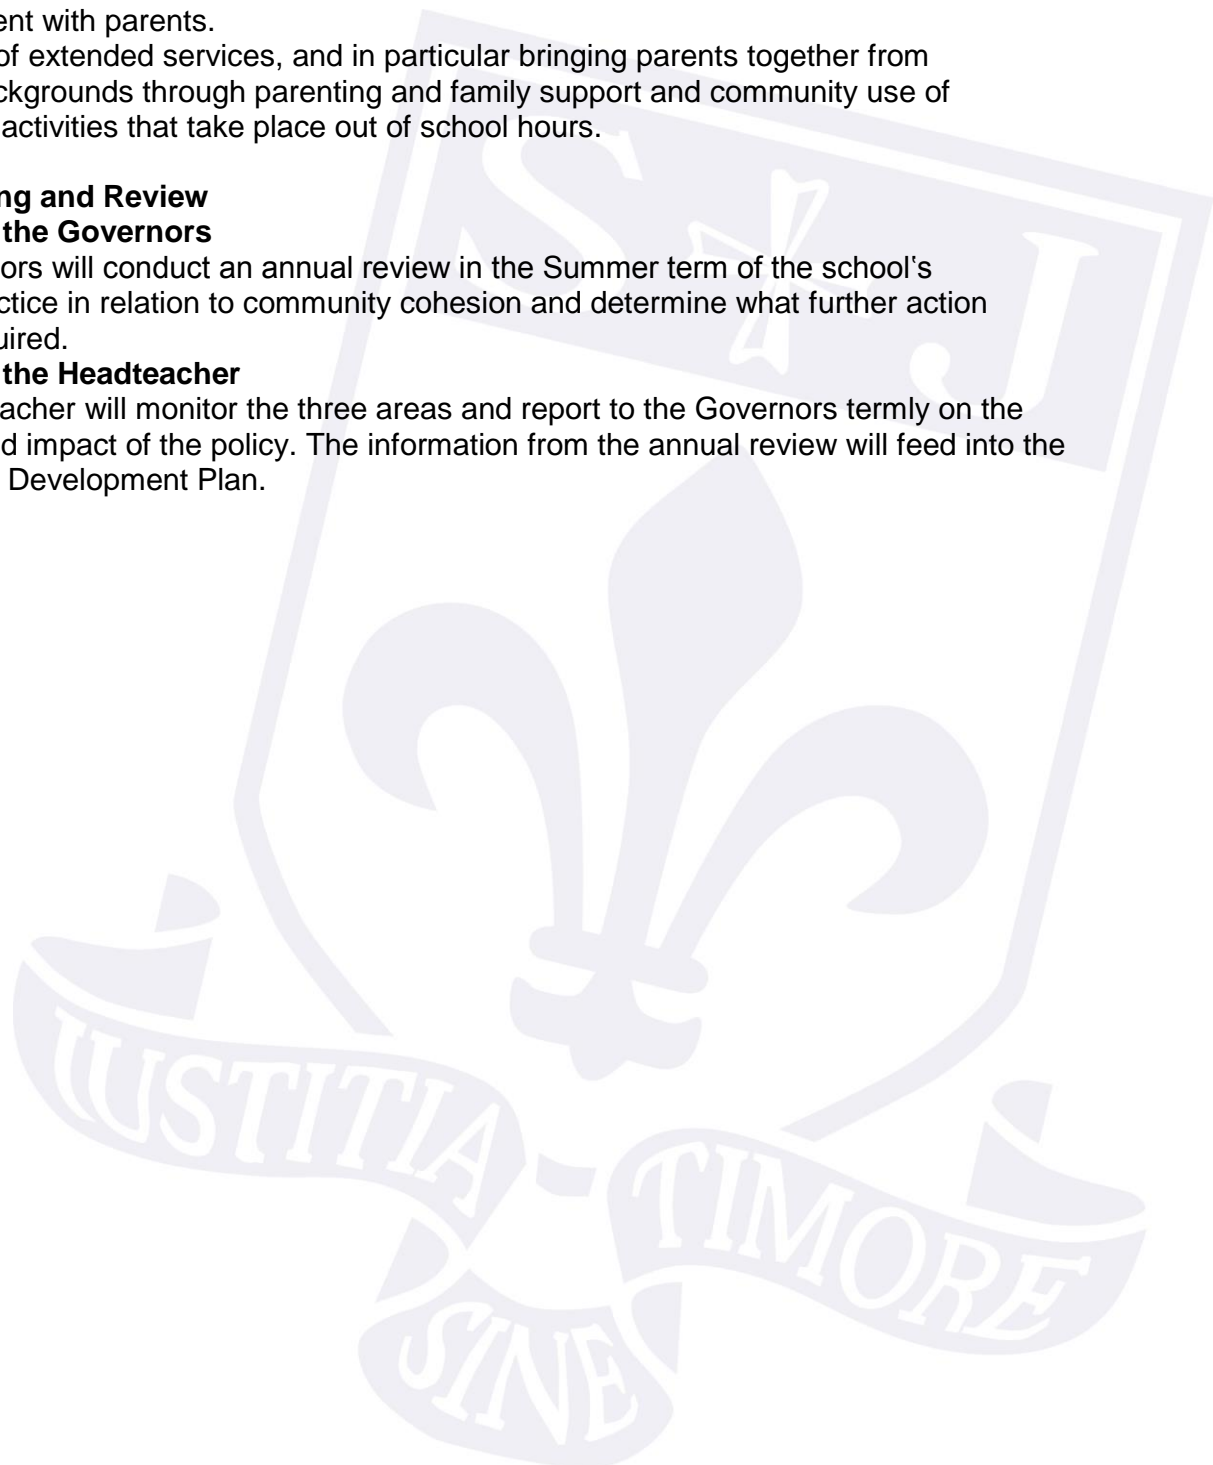 ent with parents.
of extended services, and in particular bringing parents together from
ckgrounds through parenting and family support and community use of
activities that take place out of school hours.
ng and Review
the Governors
ors will conduct an annual review in the Summer term of the school‛s
ctice in relation to community cohesion and determine what further action
uired.
the Headteacher
acher will monitor the three areas and report to the Governors termly on the
d impact of the policy. The information from the annual review will feed into the
Development Plan.
S J
IUSTITIA
SINE
TIMORE